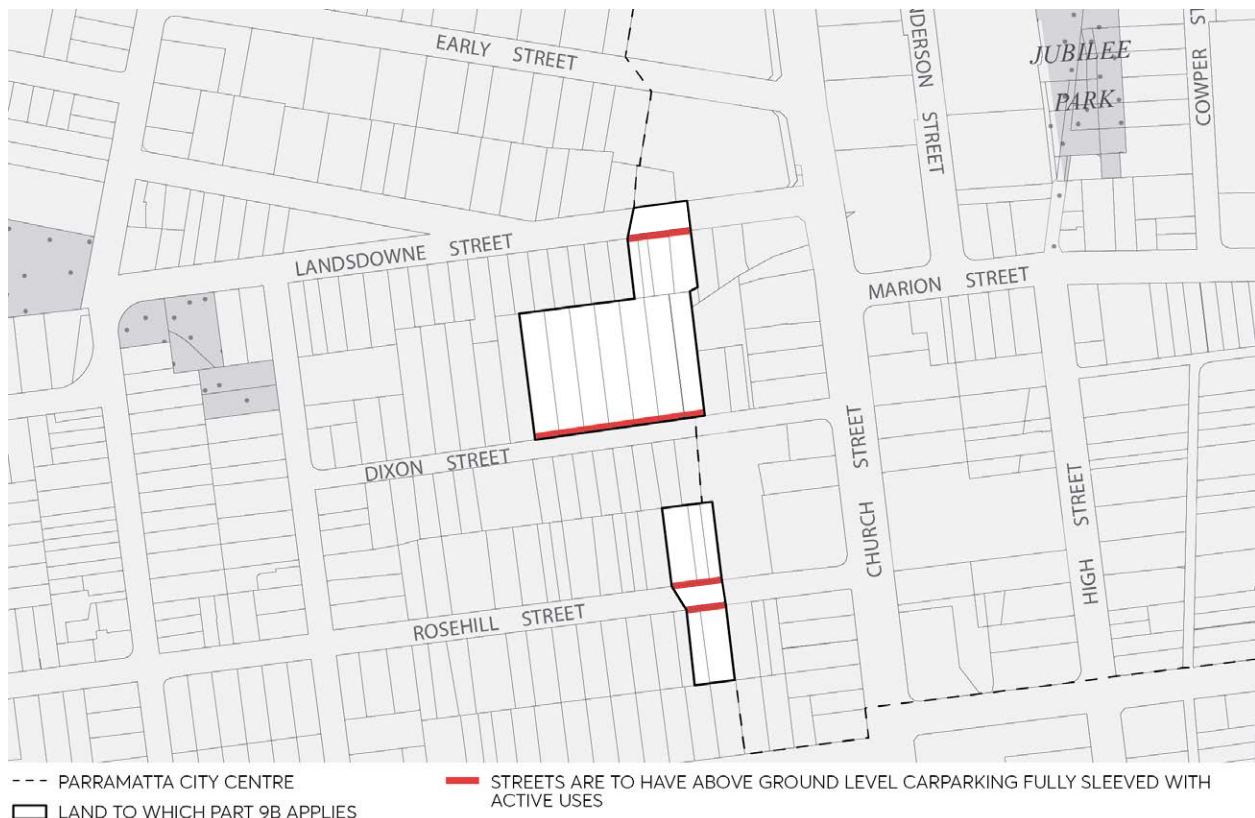 EARLY STREET
ANDERSON STREET
JUBILEE
PARK
COWPER ST
LANDSDOWNE STREET
MARION STREET
DIXON STREET
CHURCH STREET
HIGH STREET
ROSEHILL STREET
PARRAMATTA CITY CENTRE
LAND TO WHICH PART 9B APPLIES
STREETS ARE TO HAVE ABOVE GROUND LEVEL CARPARKING FULLY SLEEVED WITH
ACTIVE USES